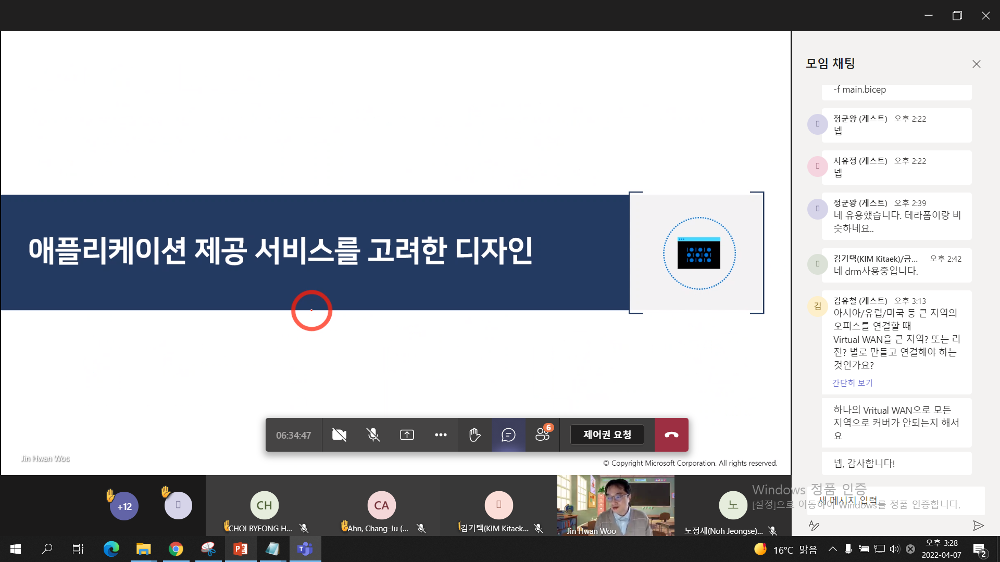 모임 채팅
-f main.bicep
정군왕 (게스트) 오후 2:22
넵
서유정 (게스트) 오후 2:22
넵
정군왕 (게스트) 오후 2:39
네 유용했습니다. 테라폼이랑 비
슷하네요..
김기택(KIM Kitaek)/금... 오후 2:42
네 drm사용중입니다.
김
김유철 (게스트) 오후 3:13
아시아/유럽/미국 등 큰 지역의
오피스를 연결할 때
Virtual WAN을 큰 지역? 또는 리
전? 별로 만들고 연결해야 하는
것인가요?
간단히 보기
하나의 Vritual WAN으로 모든
지역으로 커버가 안되는지 해서
요
넵, 감사합니다!
새 메시지 입력
애플리케이션 제공 서비스를 고려한 디자인
06:34:47
6
제어권 요청
Jin Hwan Woo
© Copyright Microsoft Corporation. All rights reserved.
+12
CH
CHOI BYEONG H...
CA
Ahn, Chang-Ju (...
김기택(KIM Kitaek...
Jin Hwan Woo
노
노정세(Noh Jeongse)...
Windows 정품 인증
[설정]으로 이동하여 Windows를 정품 인증합니다.
16°C 맑음
오후 3:28
2022-04-07
2